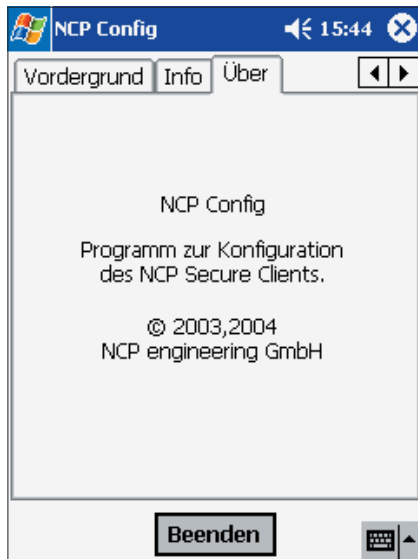 NCP Config 15:44
Vordergrund Info Über
NCP Config
Programm zur Konfiguration
des NCP Secure Clients.
© 2003,2004
NCP engineering GmbH
Beenden